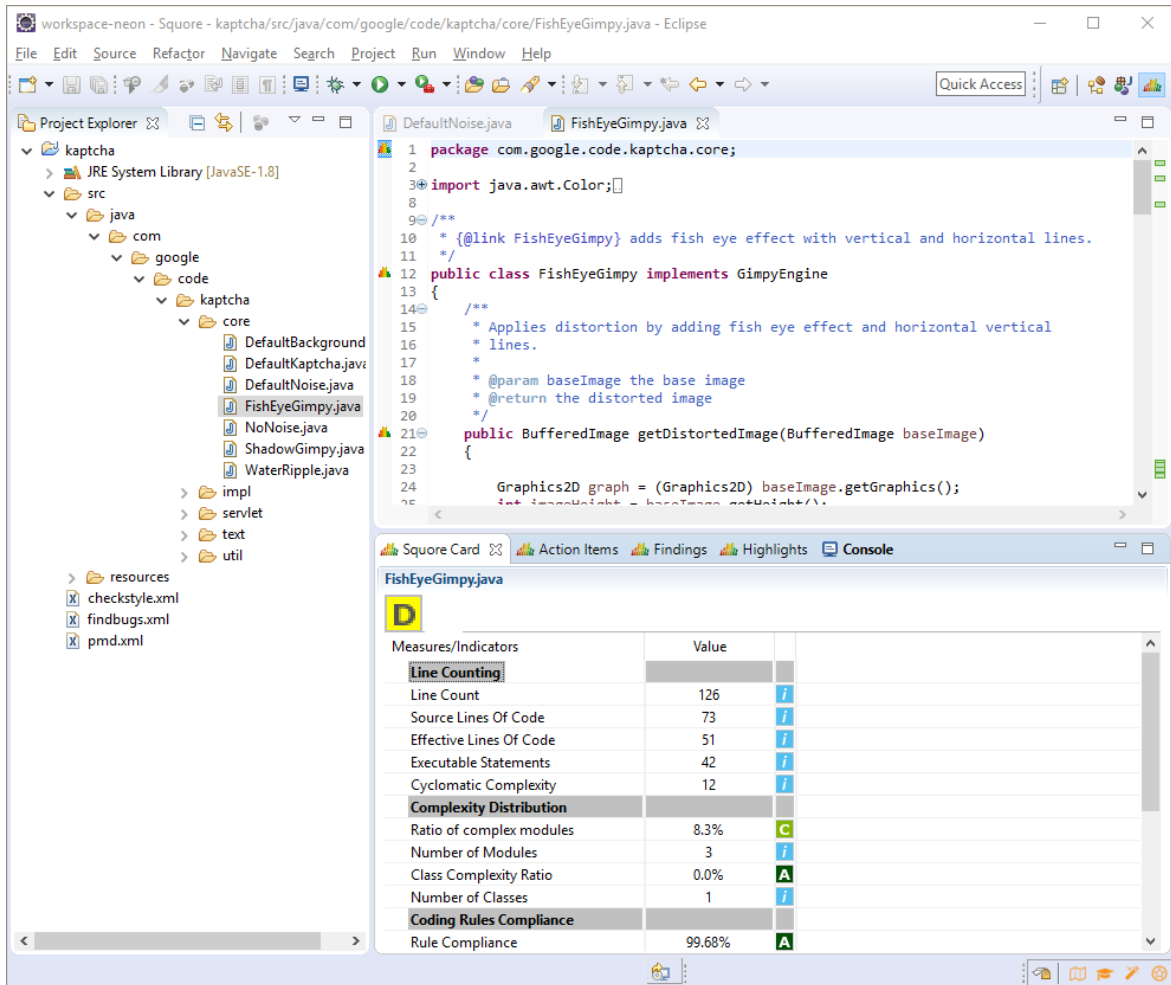 workspace-neon - Squore - kaptcha/src/java/com/google/code/kaptcha/core/FishEyeGimpy.java - Eclipse
File Edit Source Refactor Navigate Search Project Run Window Help
Quick Access
Project Explorer
kaptcha
JRE System Library [JavaSE-1.8]
src
java
com
google
code
kaptcha
core
DefaultBackground
DefaultKaptcha.java
DefaultNoise.java
FishEyeGimpy.java
NoNoise.java
ShadowGimpy.java
WaterRipple.java
impl
servlet
text
util
resources
checkstyle.xml
findbugs.xml
pmd.xml
DefaultNoise.java FishEyeGimpy.java
1 package com.google.code.kaptcha.core;
2
3 import java.awt.Color;
8
9 /**
10 * {@link FishEyeGimpy} adds fish eye effect with vertical and horizontal lines.
11 */
12 public class FishEyeGimpy implements GimpyEngine
13 {
14 /**
15 * Applies distortion by adding fish eye effect and horizontal vertical
16 * lines.
17 *
18 * @param baseImage the base image
19 * @return the distorted image
20 */
21 public BufferedImage getDistortedImage(BufferedImage baseImage)
22 {
23
24 Graphics2D graph = (Graphics2D) baseImage.getGraphics();
25 int imageHeight = baseImage.getHeight();
Squore Card Action Items Findings Highlights Console
FishEyeGimpy.java
D
Measures/Indicators Value
Line Counting
Line Count 126 i
Source Lines Of Code 73 i
Effective Lines Of Code 51 i
Executable Statements 42 i
Cyclomatic Complexity 12 i
Complexity Distribution
Ratio of complex modules 8.3% C
Number of Modules 3 i
Class Complexity Ratio 0.0% A
Number of Classes 1 i
Coding Rules Compliance
Rule Compliance 99.68% A